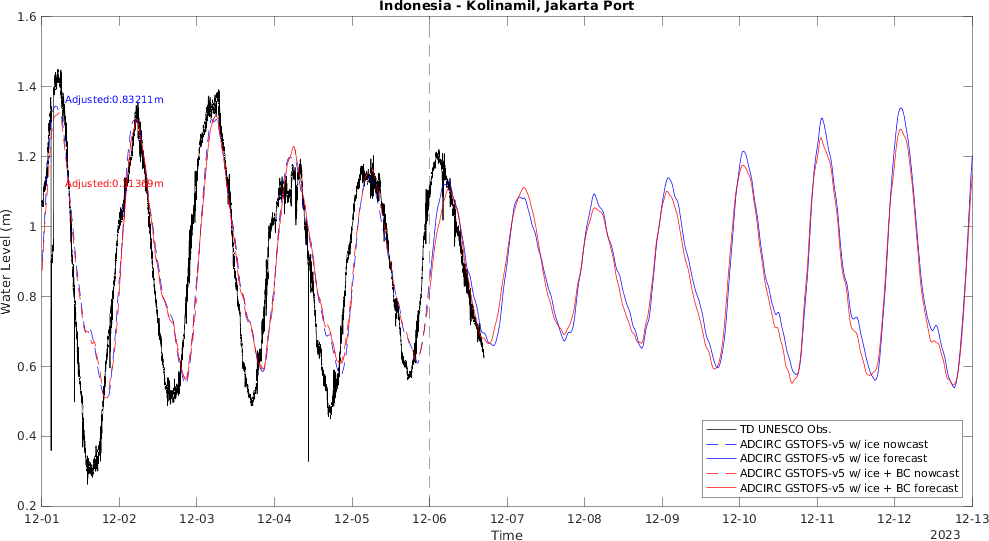 Indonesia - Kolinamil, Jakarta Port
1.6
1.4
1.2
1
0.8
0.6
0.4
0.2
Water Level (m)
Adjusted:0.83211m
TD UNESCO Obs.
ADCIRC GSTOFS-v5 w/ ice nowcast
ADCIRC GSTOFS-v5 w/ ice forecast
ADCIRC GSTOFS-v5 w/ ice + BC nowcast
ADCIRC GSTOFS-v5 w/ ice + BC forecast
12-01 12-02 12-03 12-04 12-05 12-06 12-07 12-08 12-09 12-10 12-11 12-12 12-13
Time
2023